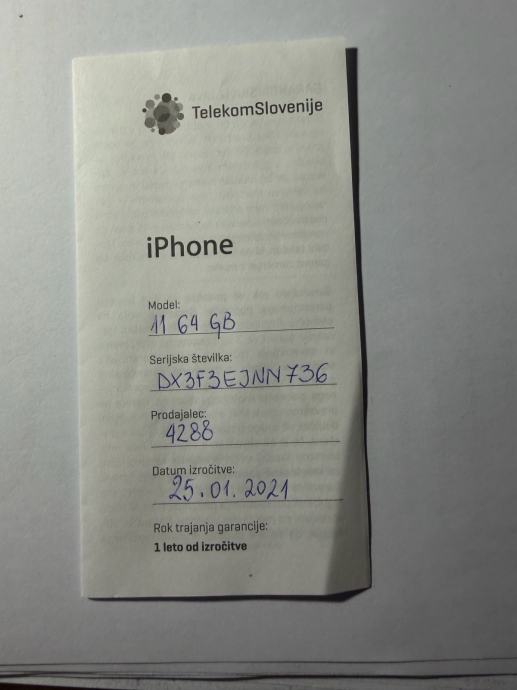 TelekomSlovenije
iPhone
Model:
11 64 GB
Serijska številka:
DX3F3EJNN736
Prodajalec:
4288
Datum izročitve:
25.01.2021
Rok trajanja garancije:
1 leto od izročitve